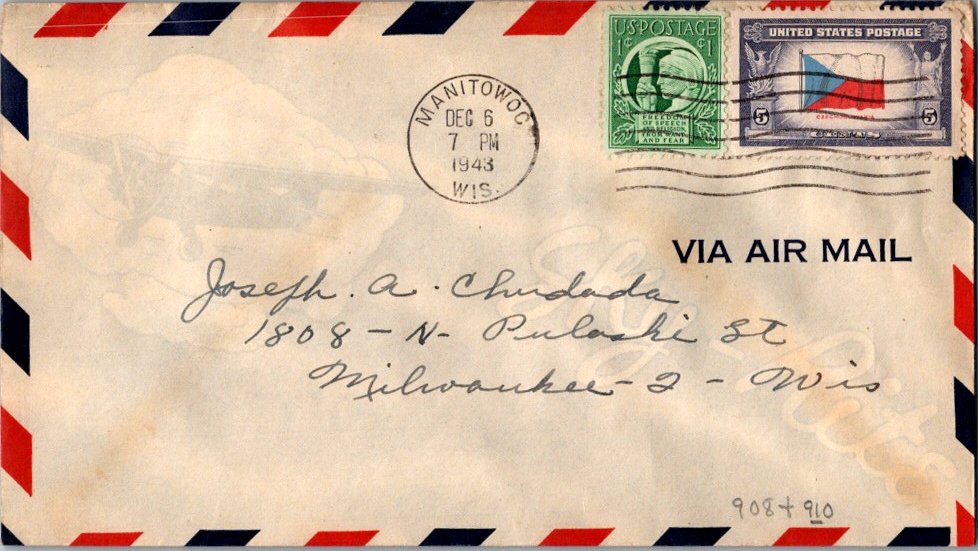 US POSTAGE
1¢ 1¢
FREEDOM
OF SPEECH
AND RELIGION,
FROM WANT
AND FEAR
UNITED STATES POSTAGE
5¢ 5¢
MANITOWOC
DEC 6
7 PM
1943
WIS.
VIA AIR MAIL
Joseph. A. Chudada
1808 - N- Pulaski St
Milwaukee - 2 - Wis
908 + 910